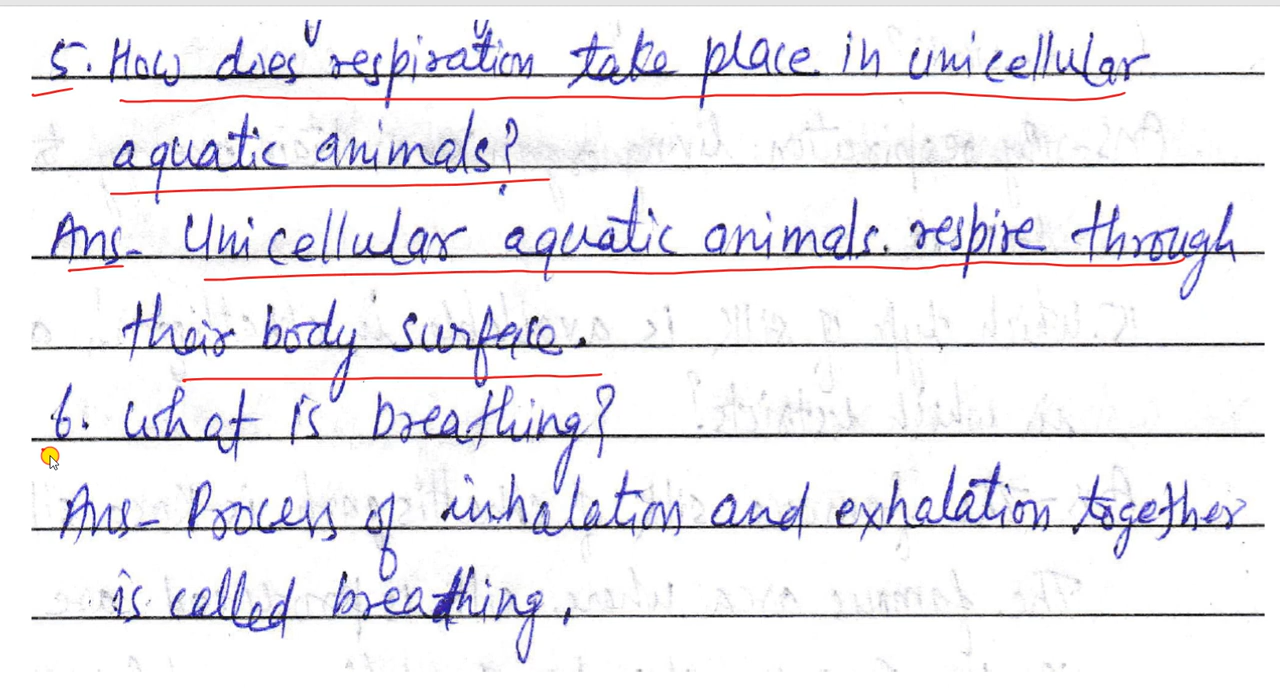 5. How does respiration take place in unicellular
aquatic animals?
Ans- Unicellular aquatic animals. respire through
their body surface.
6. What is breathing?
Ans- Process of inhalation and exhalation together
is called breathing.